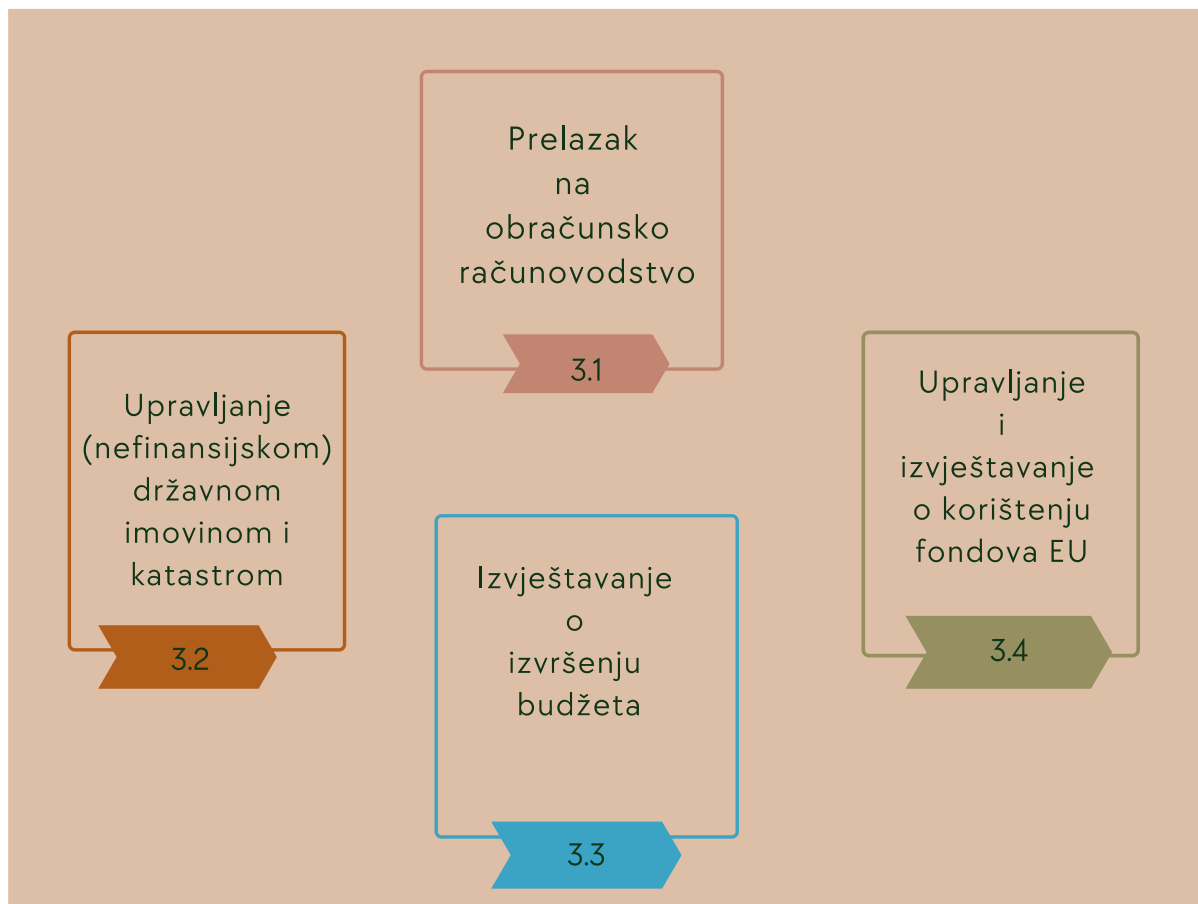 Prelazak
na
obračunsko
računovodstvo
3.1
Upravljanje
(nefinansijskom)
državnom
imovinom i
katastrom
3.2
Izvještavanje
o
izvršenju
budžeta
3.3
Upravljanje
i
izvještavanje
o korištenju
fondova EU
3.4